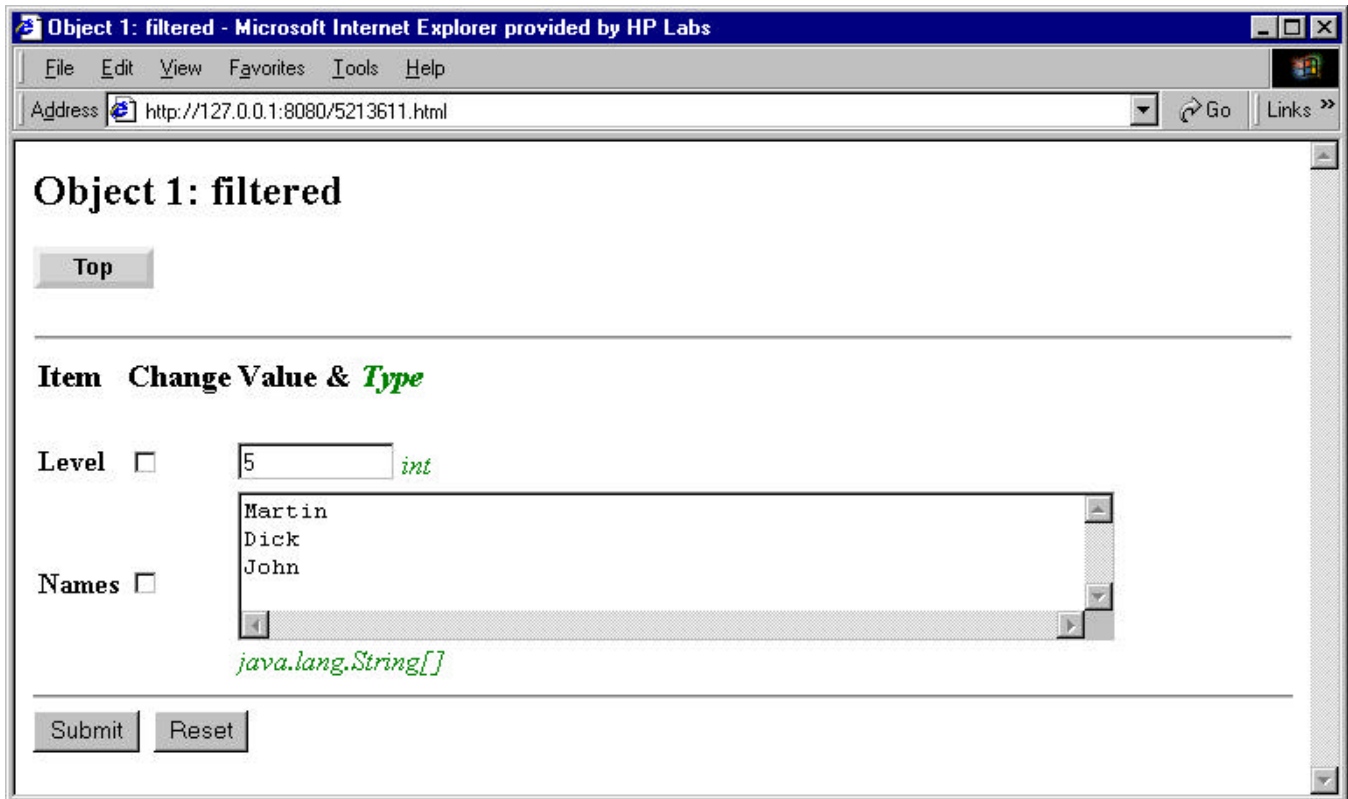 Object 1: filtered - Microsoft Internet Explorer provided by HP Labs
File Edit View Favorites Tools Help
Address http://127.0.0.1:8080/5213611.html Go Links »
Object 1: filtered
Top
Item Change Value & Type
Level 5 int
Martin
Dick
John
Names
java.lang.String[]
Submit Reset